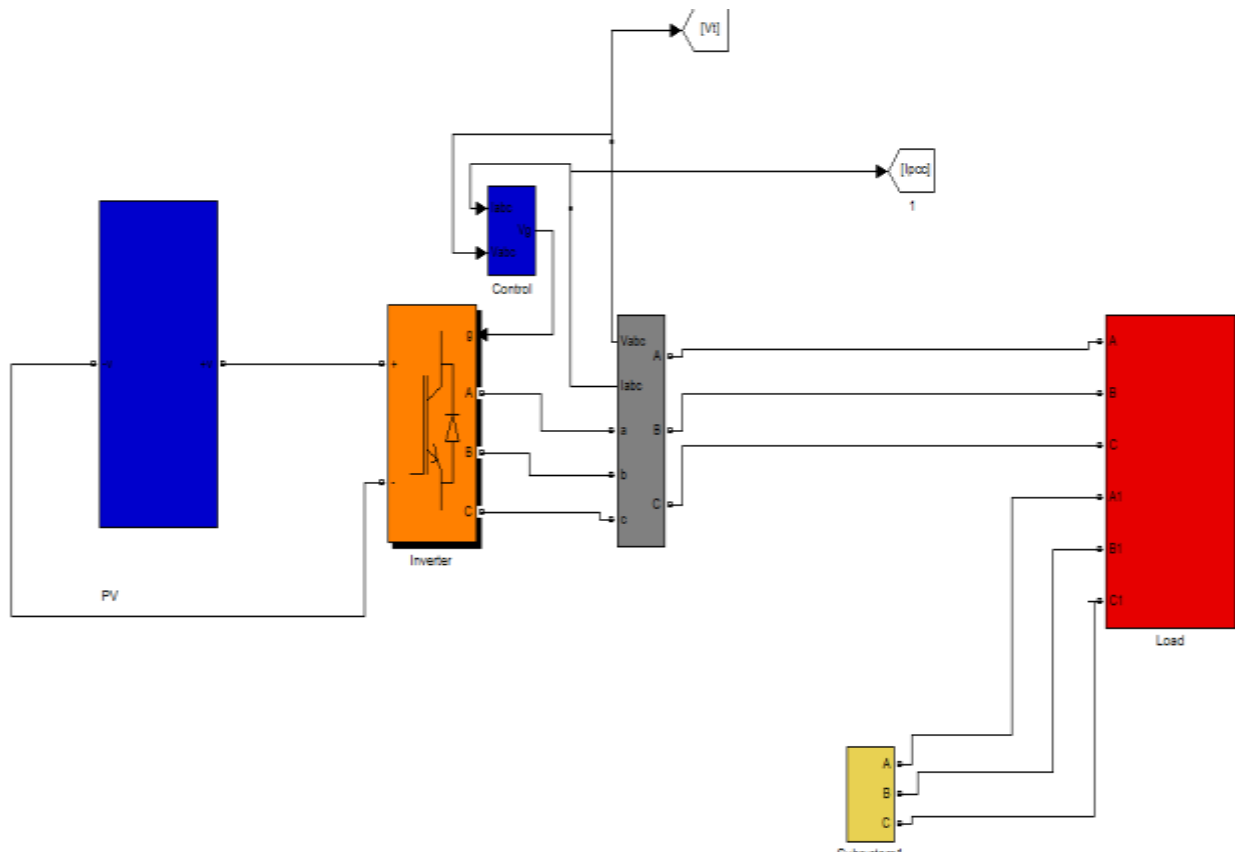 [Vt]
[Ipcc]
1
Iabc
Vg
Vabc
Control
g
Vabc
A
A
Iabc
+
A
B
B
a
C
B
b
A1
-
C
C
c
B1
Inverter
PV
C1
Load
A
B
C